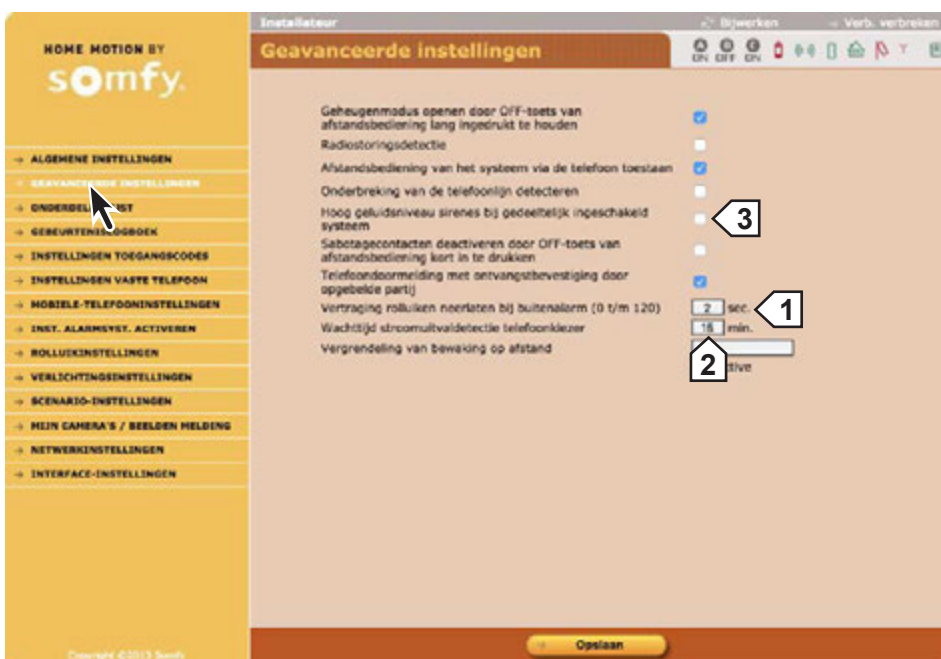 Installateur
Bijwerken
Verb. verbreken
HOME MOTION BY
somfy.
Geavanceerde instellingen
A B C
ON OFF ON
ALGEMENE INSTELLINGEN
GEAVANCEERDE INSTELLINGEN
GEBEURTENISLOGBOEK
INSTELLINGEN TOEGANGSCODES
INSTELLINGEN VASTE TELEFOON
MOBIELE-TELEFOONINSTELLINGEN
INST. ALARMSYST. ACTIVEREN
ROLLUIKINSTELLINGEN
VERLICHTINGSINSTELLINGEN
SCENARIO-INSTELLINGEN
MIJN CAMERA'S / BEELDEN MELDING
NETWERKINSTELLINGEN
INTERFACE-INSTELLINGEN
Geheugenmodus openen door OFF-toets van
afstandsbediening lang ingedrukt te houden
Radiostoringsdetectie
Afstandsbediening van het systeem via de telefoon toestaan
Onderbreking van de telefoonlijn detecteren
Hoog geluidsniveau sirenes bij gedeeltelijk ingeschakeld
systeem
3
Sabotagecontacten deactiveren door OFF-toets van
afstandsbediening kort in te drukken
Telefoondoormelding met ontvangstbevestiging door
opgebelde partij
Vertraging rolluiken neerlaten bij buitenalarm (0 t/m 120) 2 sec. 1
Wachttijd stroomuitvaldetectie telefoonkiezer 15 min.
Vergrendeling van bewaking op afstand
2
Opslaan
Copyright ©2013 Somfy